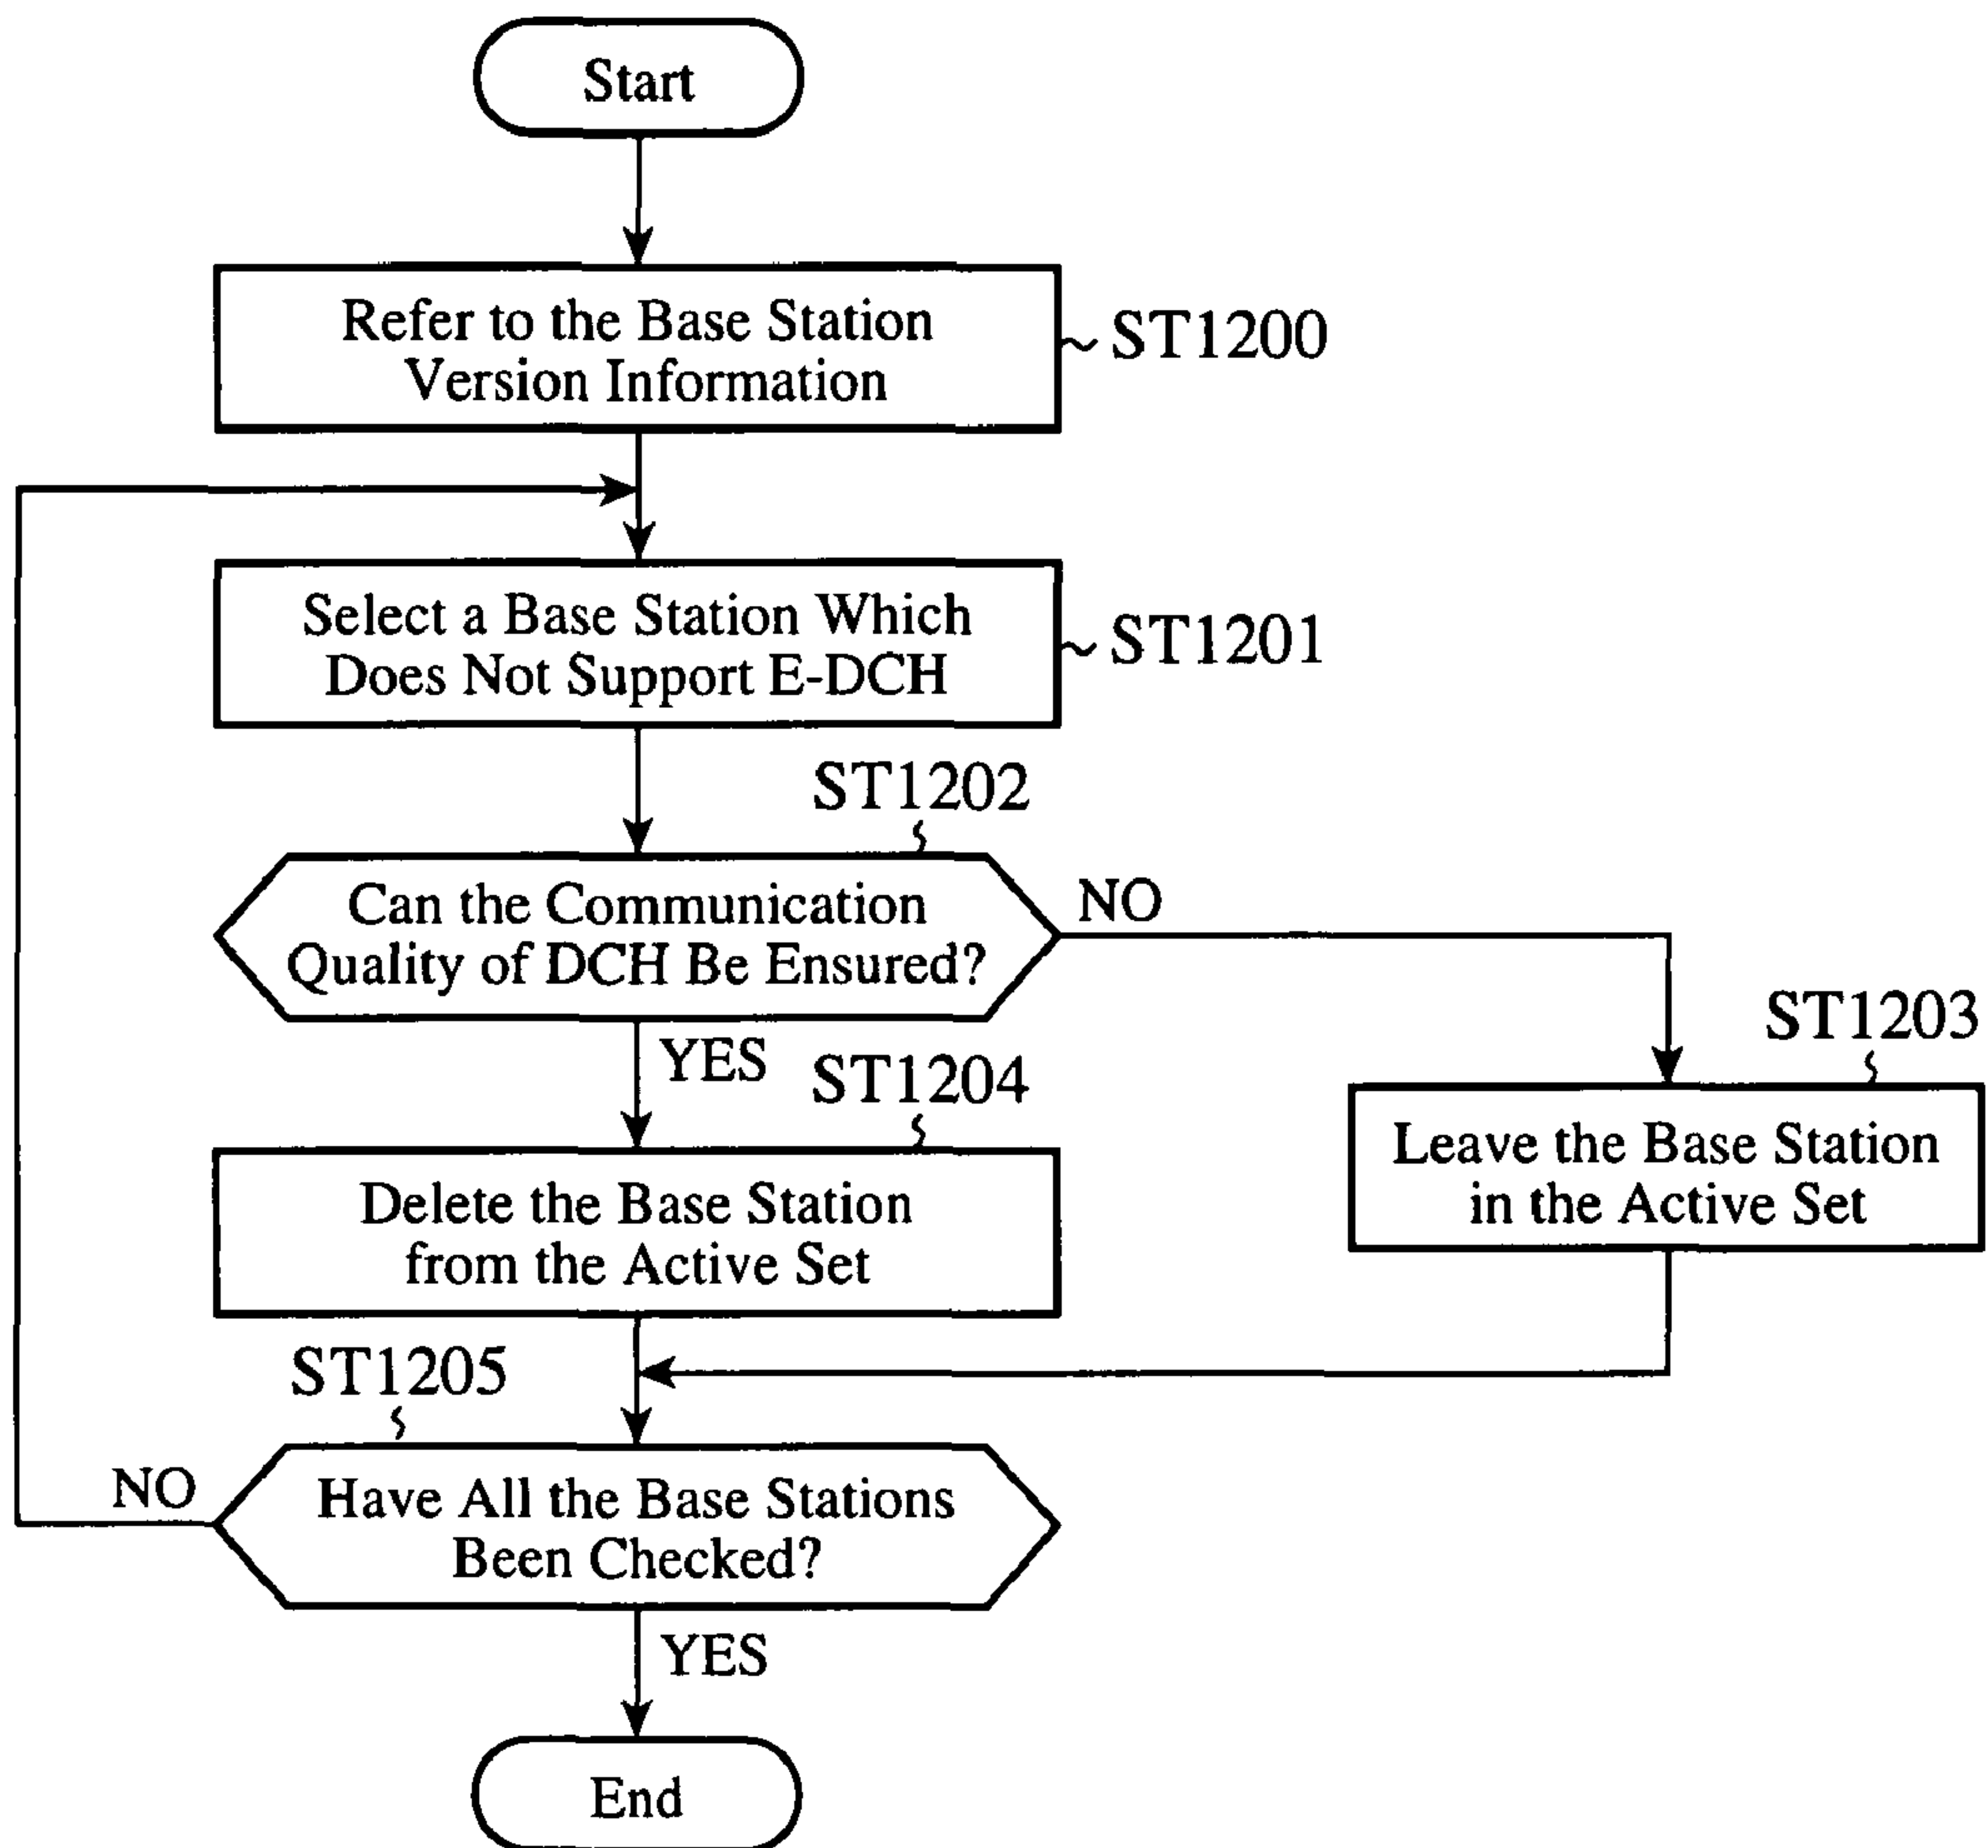 Start
Refer to the Base Station
Version Information
ST1200
Select a Base Station Which
Does Not Support E-DCH
ST1201
ST1202
Can the Communication
Quality of DCH Be Ensured?
NO
YES
ST1203
Leave the Base Station
in the Active Set
ST1204
Delete the Base Station
from the Active Set
ST1205
Have All the Base Stations
Been Checked?
NO
YES
End